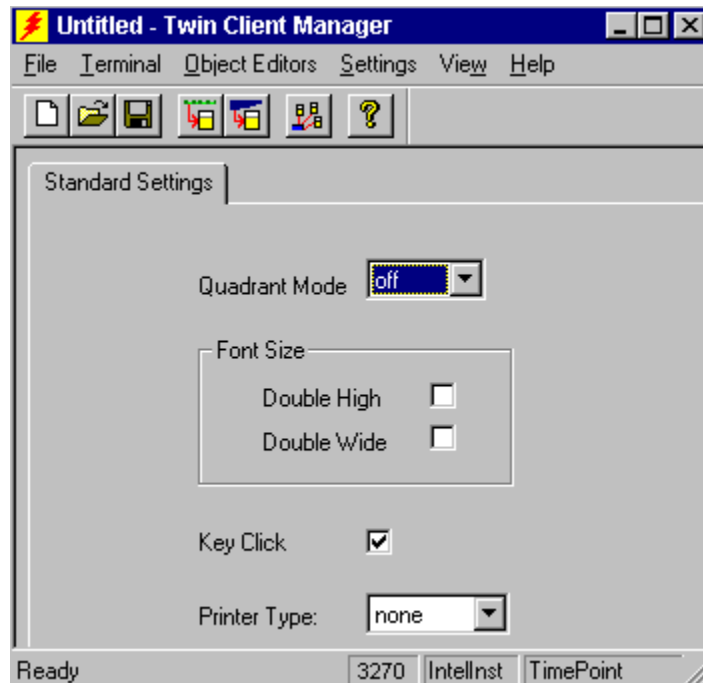 Untitled - Twin Client Manager
File Terminal Object Editors Settings View Help
Standard Settings
Quadrant Mode off
Font Size
Double High
Double Wide
Key Click
Printer Type: none
Ready 3270 IntelInst TimePoint